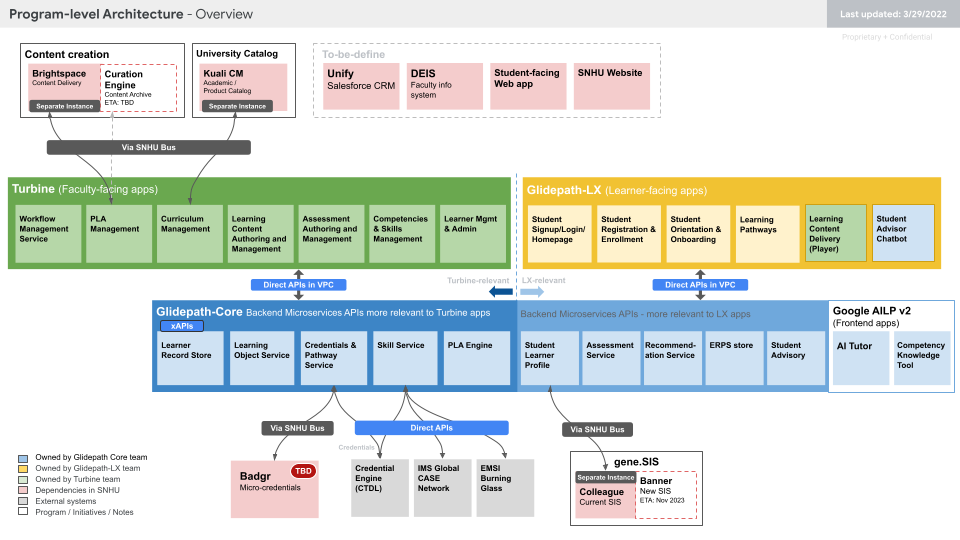 Program-level Architecture - Overview
Last updated: 3/29/2022
Proprietary + Confidential
Content creation
Brightspace
Content Delivery
Separate Instance
Curation
Engine
Content Archive
ETA: TBD
University Catalog
Kuali CM
Academic /
Product Catalog
Separate Instance
To-be-define
Unify
Salesforce CRM
DEIS
Faculty info
system
Student-facing
Web app
SNHU Website
Via SNHU Bus
Turbine (Faculty-facing apps)
Workflow
Management
Service
PLA
Management
Curriculum
Management
Learning
Content
Authoring and
Management
Assessment
Authoring and
Management
Competencies
& Skills
Management
Learner Mgmt
& Admin
Glidepath-LX (Learner-facing apps)
Student
Signup/Login/
Homepage
Student
Registration &
Enrollment
Student
Orientation &
Onboarding
Learning
Pathways
Learning
Content
Delivery
(Player)
Student
Advisor
Chatbot
Direct APIs in VPC
Turbine-relevant
LX-relevant
Direct APIs in VPC
Glidepath-Core Backend Microservices APIs more relevant to Turbine apps
xAPIs
Learner
Record Store
Learning
Object Service
Credentials &
Pathway
Service
Skill Service
PLA Engine
Backend Microservices APIs - more relevant to LX apps
Student
Learner
Profile
Assessment
Service
Recommend-
ation Service
ERPS store
Student
Advisory
Google AILP v2
(Frontend apps)
AI Tutor
Competency
Knowledge
Tool
Via SNHU Bus
Direct APIs
Via SNHU Bus
Credentials
Badgr
Micro-credentials
TBD
Credential
Engine
(CTDL)
IMS Global
CASE
Network
EMSI
Burning
Glass
gene.SIS
Separate Instance
Colleague
Current SIS
Banner
New SIS
ETA: Nov 2023
Owned by Glidepath Core team
Owned by Glidepath-LX team
Owned by Turbine team
Dependencies in SNHU
External systems
Program / Initiatives / Notes